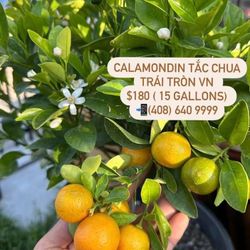 CALAMONDIN TẮC CHUA
TRÁI TRÒN VN
$180 ( 15 GALLONS)
📲(408) 640 9999